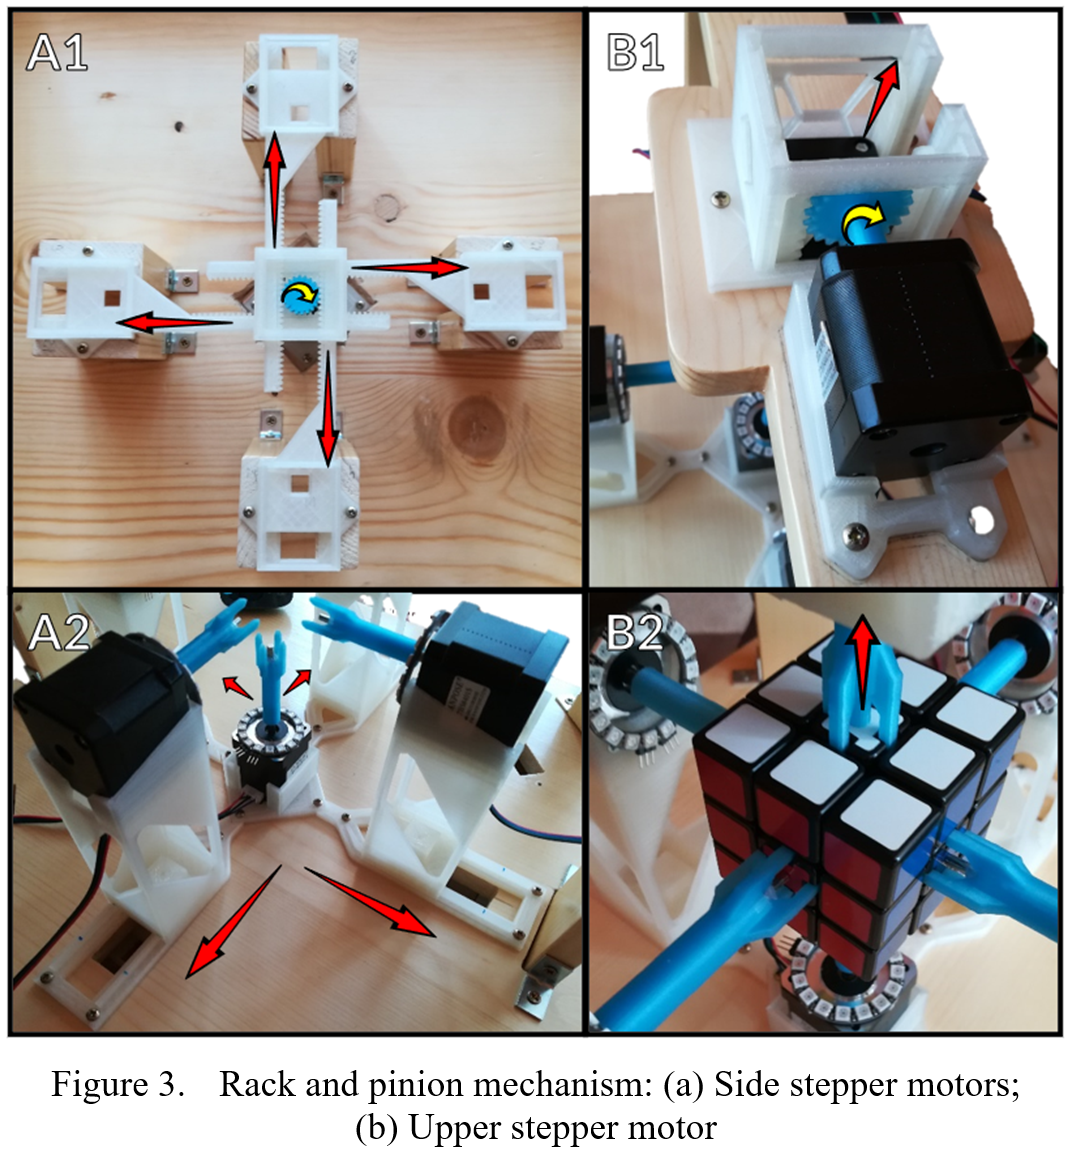 A1
B1
A2
B2
Figure 3. Rack and pinion mechanism: (a) Side stepper motors;
(b) Upper stepper motor